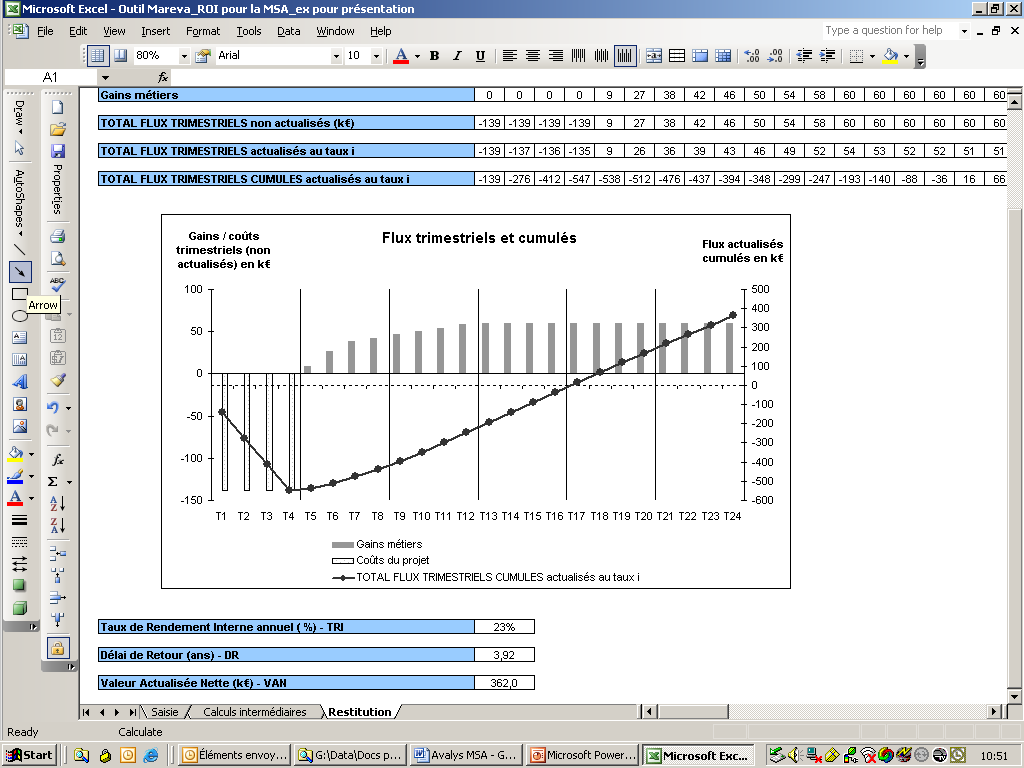 Microsoft Excel - Outil Mareva_ROI pour la MSA_ex pour présentation
File Edit View Insert Format Tools Data Window Help
Type a question for help
80% Arial 10 A B I U
A1 fx
Draw
AutoShapes
Properties
Arrow
Gains métiers 0 0 0 0 9 27 38 42 46 50 54 58 60 60 60 60 60 60
TOTAL FLUX TRIMESTRIELS non actualisés (k€) -139 -139 -139 -139 9 27 38 42 46 50 54 58 60 60 60 60 60 60
TOTAL FLUX TRIMESTRIELS actualisés au taux i -139 -137 -136 -135 9 26 36 39 43 46 49 52 54 53 52 52 51 51
TOTAL FLUX TRIMESTRIELS CUMULES actualisés au taux i -139 -276 -412 -547 -538 -512 -476 -437 -394 -348 -299 -247 -193 -140 -88 -36 16 66
Flux trimestriels et cumulés
Gains / coûts
trimestriels (non
actualisés) en k€
Flux actualisés
cumulés en k€
100
50
0
-50
-100
-150
500
400
300
200
100
0
-100
-200
-300
-400
-500
-600
T1 T2 T3 T4 T5 T6 T7 T8 T9 T10 T11 T12 T13 T14 T15 T16 T17 T18 T19 T20 T21 T22 T23 T24
Gains métiers
Coûts du projet
TOTAL FLUX TRIMESTRIELS CUMULES actualisés au taux i
Taux de Rendement Interne annuel ( %) - TRI 23%
Délai de Retour (ans) - DR 3,92
Valeur Actualisée Nette (k€) - VAN 362,0
Saisie Calculs intermédiaires Restitution
Ready Calculate
Start Éléments envoy... G:\Data\Docs p... Avalys MSA - G... Microsoft Power... Microsoft Exc... 10:51